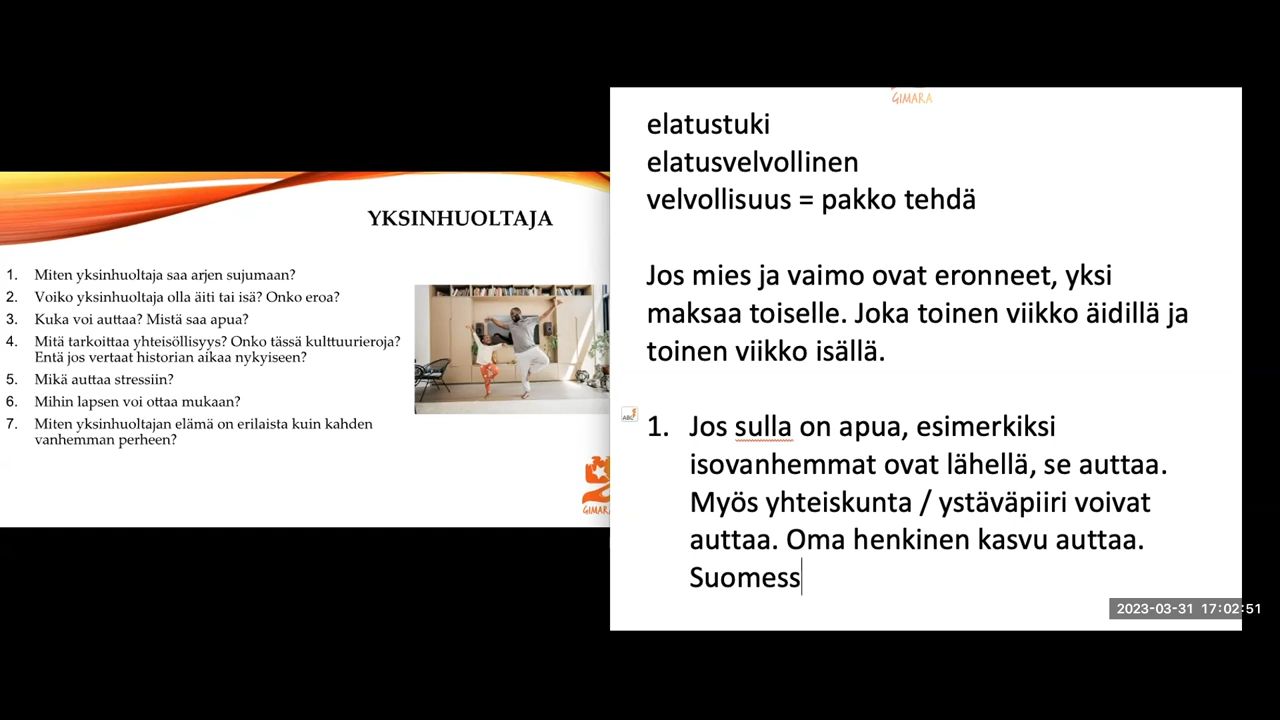 YKSINHUOLTAJA
1. Miten yksinhuoltaja saa arjen sujumaan?
2. Voiko yksinhuoltaja olla äiti tai isä? Onko eroa?
3. Kuka voi auttaa? Mistä saa apua?
4. Mitä tarkoittaa yhteisöllisyys? Onko tässä kulttuurieroja?
Entä jos vertaat historian aikaa nykyiseen?
5. Mikä auttaa stressiin?
6. Mihin lapsen voi ottaa mukaan?
7. Miten yksinhuoltajan elämä on erilaista kuin kahden
vanhemman perheen?
GIMARA
GIMARA
elatustuki
elatusvelvollinen
velvollisuus = pakko tehdä
Jos mies ja vaimo ovat eronneet, yksi
maksaa toiselle. Joka toinen viikko äidillä ja
toinen viikko isällä.
ABC
1. Jos sulla on apua, esimerkiksi
isovanhemmat ovat lähellä, se auttaa.
Myös yhteiskunta / ystäväpiiri voivat
auttaa. Oma henkinen kasvu auttaa.
Suomess
2023-03-31 17:02:51